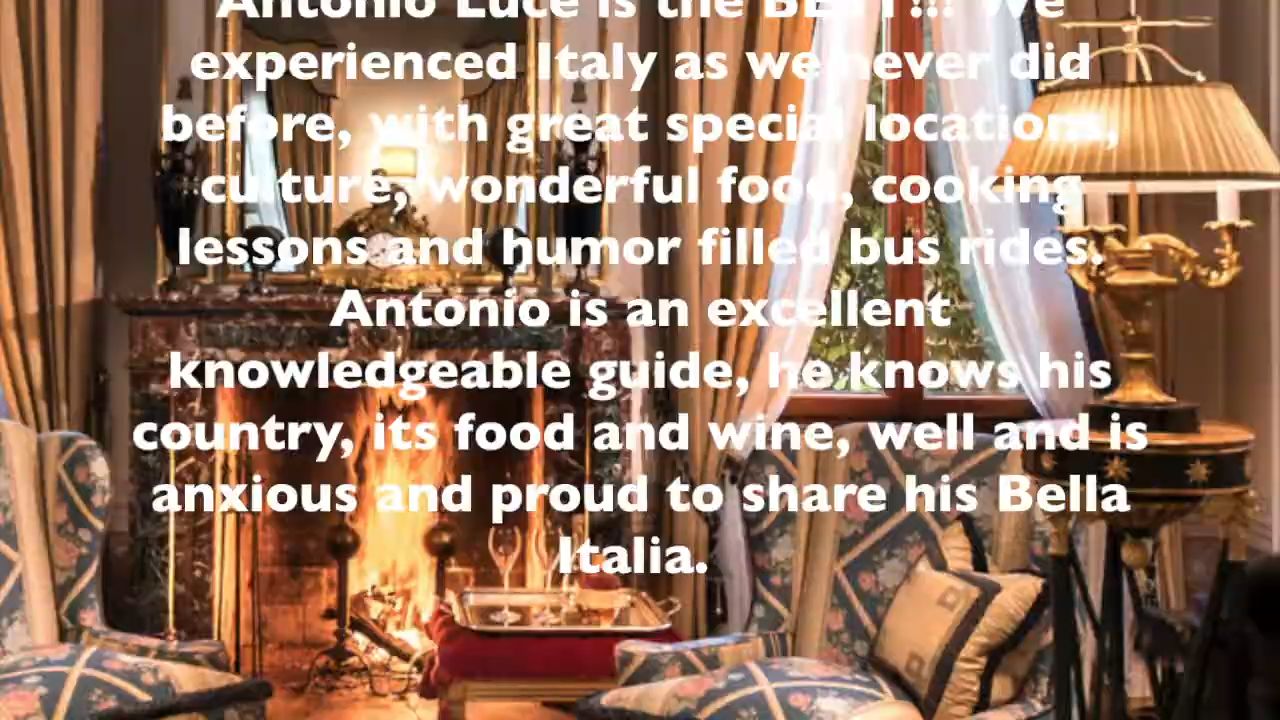 Antonio Luce is the BEST!!! We
experienced Italy as we never did
before, with great special locations,
culture, wonderful food, cooking
lessons and humor filled bus rides.
Antonio is an excellent
knowledgeable guide, he knows his
country, its food and wine, well and is
anxious and proud to share his Bella
Italia.